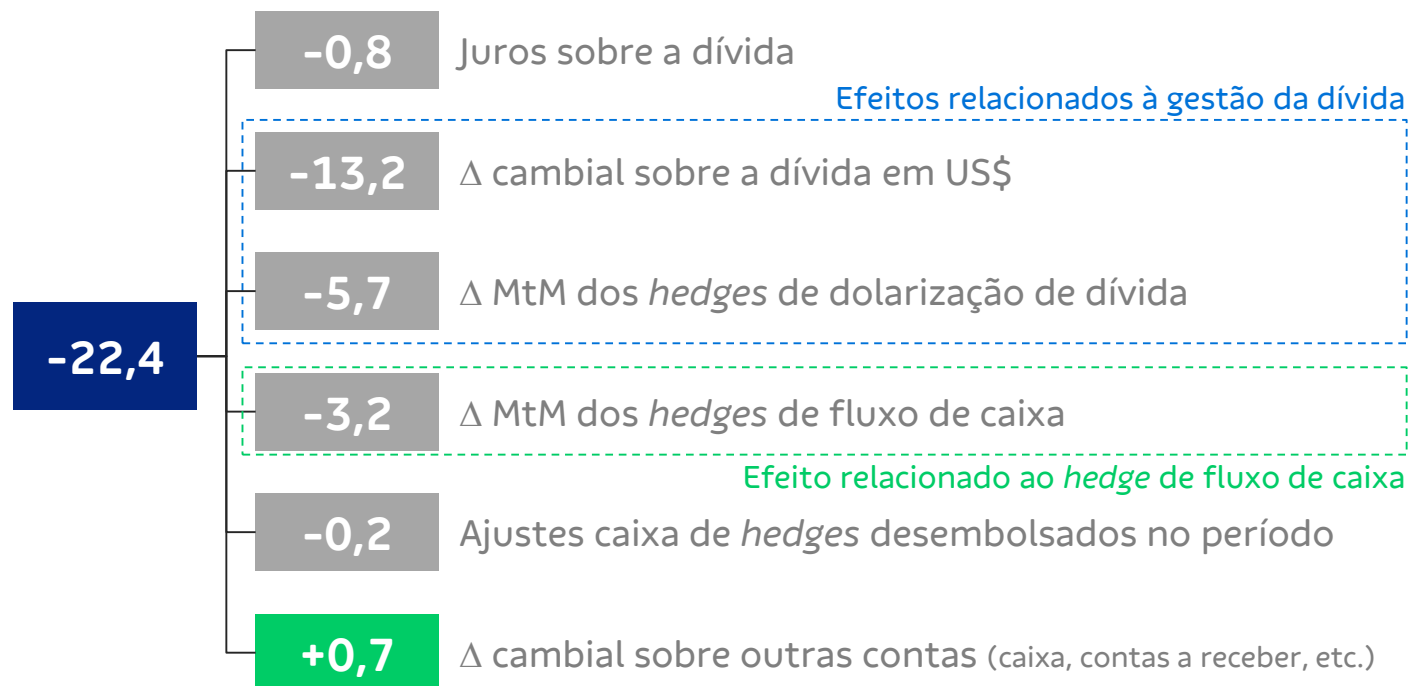 -0,8 Juros sobre a dívida
Efeitos relacionados à gestão da dívida
-13,2 Δ cambial sobre a dívida em US$
-5,7 Δ MtM dos hedges de dolarização de dívida
-22,4
-3,2 Δ MtM dos hedges de fluxo de caixa
Efeito relacionado ao hedge de fluxo de caixa
-0,2 Ajustes caixa de hedges desembolsados no período
+0,7 Δ cambial sobre outras contas (caixa, contas a receber, etc.)